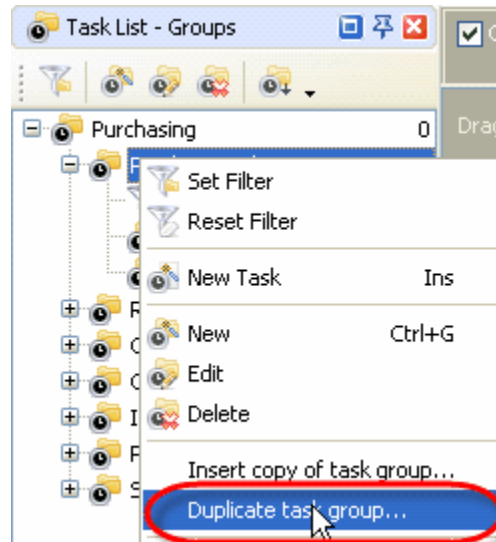 Task List - Groups
Purchasing 0
Set Filter
Reset Filter
New Task Ins
New Ctrl+G
Edit
Delete
Insert copy of task group...
Duplicate task group...